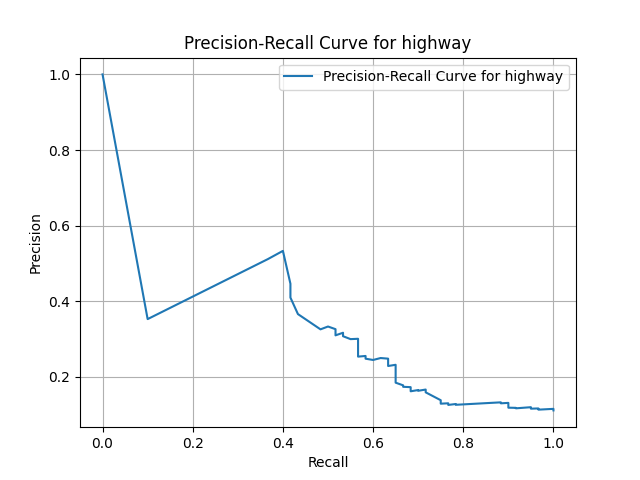 Precision-Recall Curve for highway
Precision-Recall Curve for highway
1.0
0.8
0.6
0.4
0.2
Precision
0.0 0.2 0.4 0.6 0.8 1.0
Recall